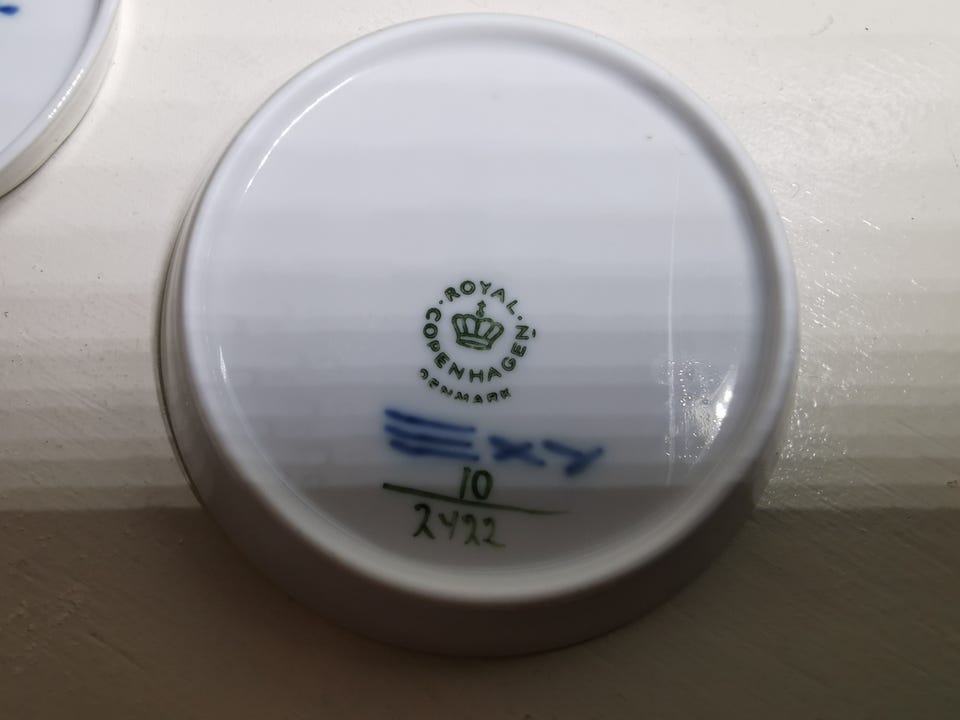 ROYAL
COPENHAGEN
DENMARK
10
2422